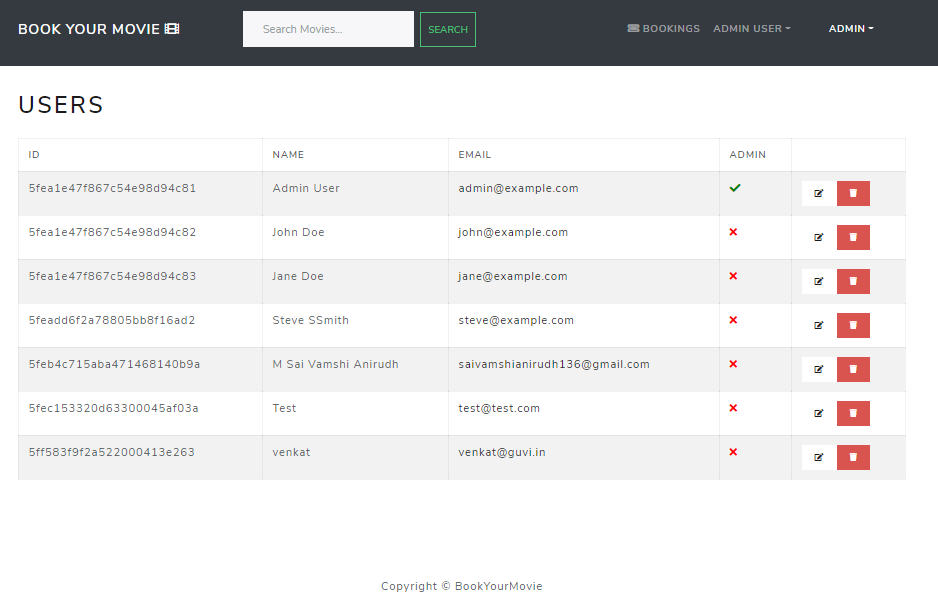 BOOK YOUR MOVIE
Search Movies...
SEARCH
BOOKINGS
ADMIN USER
ADMIN
USERS
ID NAME EMAIL ADMIN
5fea1e47f867c54e98d94c81 Admin User admin@example.com
5fea1e47f867c54e98d94c82 John Doe john@example.com
5fea1e47f867c54e98d94c83 Jane Doe jane@example.com
5feadd6f2a78805bb8f16ad2 Steve SSmith steve@example.com
5feb4c715aba471468140b9a M Sai Vamshi Anirudh saivamshianirudh136@gmail.com
5fec153320d63300045af03a Test test@test.com
5ff583f9f2a522000413e263 venkat venkat@guvi.in
Copyright © BookYourMovie